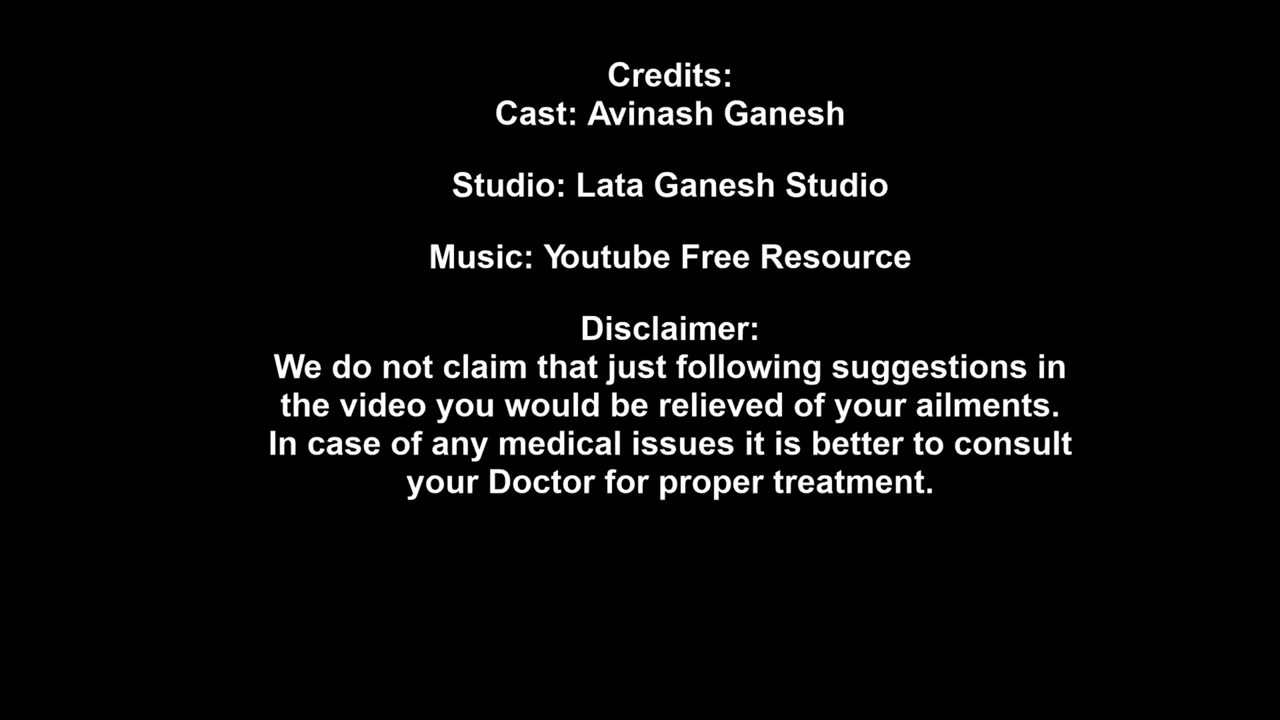 Credits:
Cast: Avinash Ganesh
Studio: Lata Ganesh Studio
Music: Youtube Free Resource
Disclaimer:
We do not claim that just following suggestions in
the video you would be relieved of your ailments.
In case of any medical issues it is better to consult
your Doctor for proper treatment.